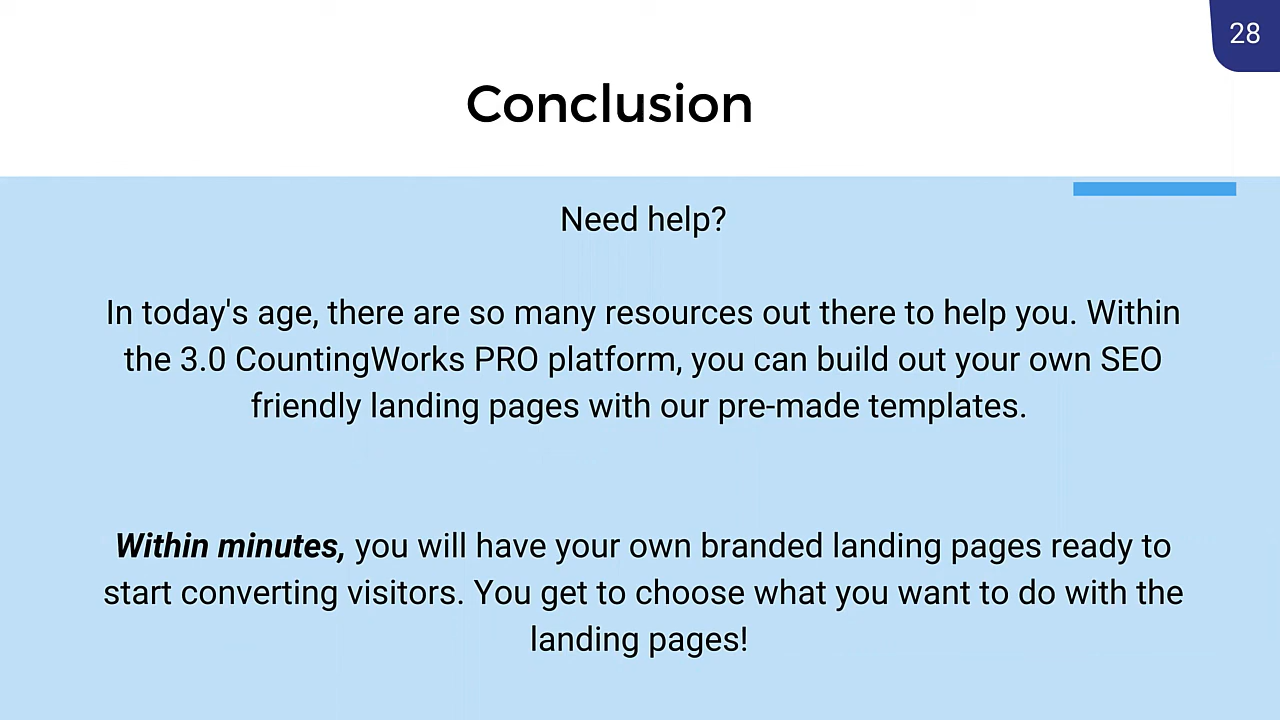 28
Conclusion
Need help?
In today's age, there are so many resources out there to help you. Within
the 3.0 CountingWorks PRO platform, you can build out your own SEO
friendly landing pages with our pre-made templates.
Within minutes, you will have your own branded landing pages ready to
start converting visitors. You get to choose what you want to do with the
landing pages!